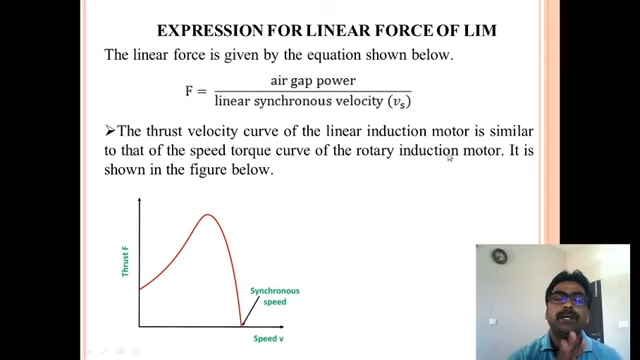 EXPRESSION FOR LINEAR FORCE OF LIM
The linear force is given by the equation shown below.
F = air gap power
linear synchronous velocity (vs)
➢The thrust velocity curve of the linear induction motor is similar
to that of the speed torque curve of the rotary induction motor. It is
shown in the figure below.
Thrust F
Synchronous
speed
Speed v